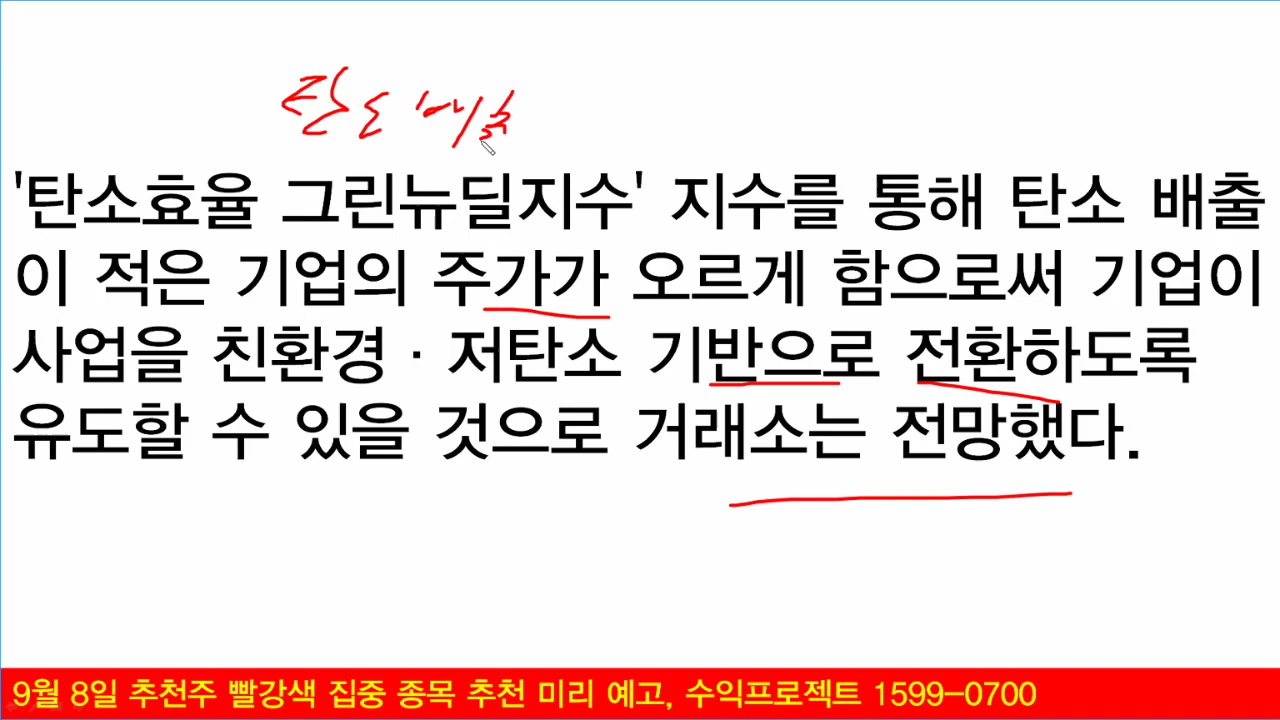 탄소 배출
'탄소효율 그린뉴딜지수' 지수를 통해 탄소 배출
이 적은 기업의 주가가 오르게 함으로써 기업이
사업을 친환경·저탄소 기반으로 전환하도록
유도할 수 있을 것으로 거래소는 전망했다.
9월 8일 추천주 빨강색 집중 종목 추천 미리 예고, 수익프로젝트 1599-0700